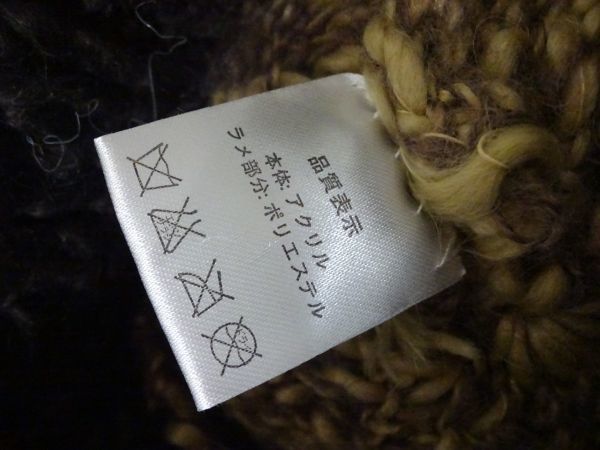 品質表示
本体: アクリル
ラメ部分: ポリエステル